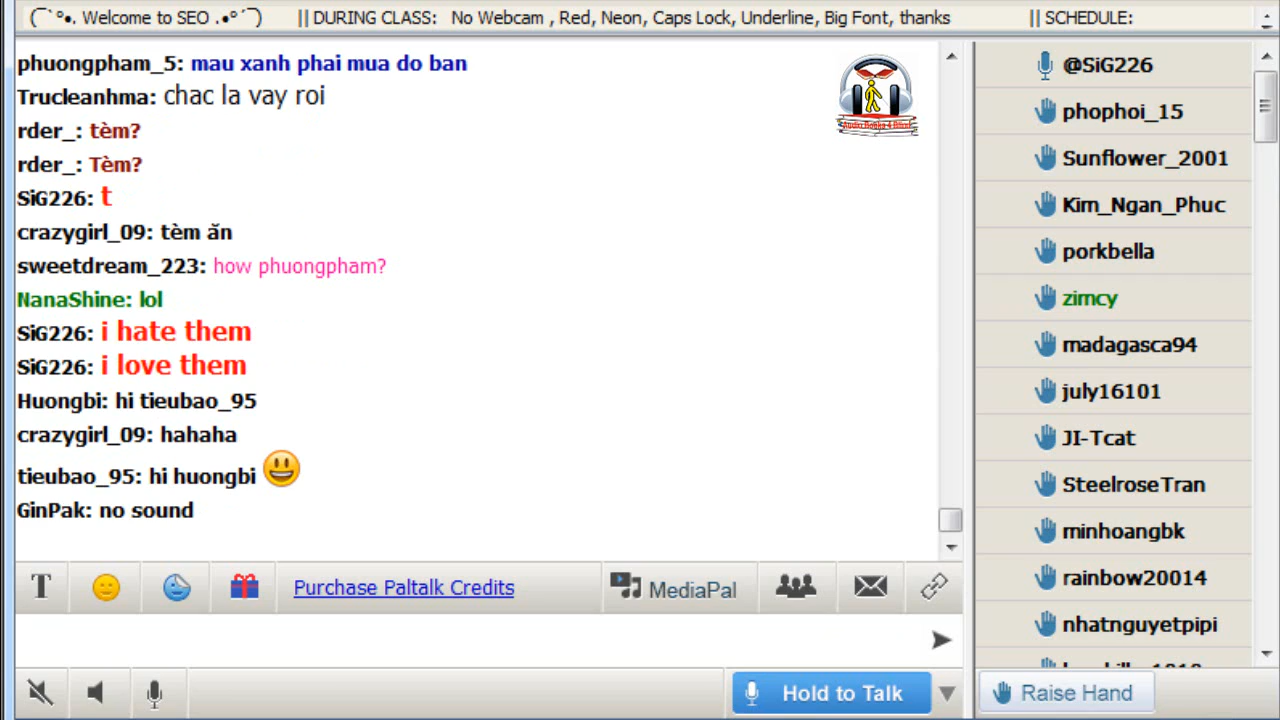 (¯`°•. Welcome to SEO .•°´¯) || DURING CLASS: No Webcam , Red, Neon, Caps Lock, Underline, Big Font, thanks || SCHEDULE:
phuongpham_5: mau xanh phai mua do ban
Trucleanhma: chac la vay roi
rder_: tèm?
rder_: Tèm?
SiG226: t
crazygirl_09: tèm ăn
sweetdream_223: how phuongpham?
NanaShine: lol
SiG226: i hate them
SiG226: i love them
Huongbi: hi tieubao_95
crazygirl_09: hahaha
tieubao_95: hi huongbi
GinPak: no sound
T
Purchase Paltalk Credits
MediaPal
Hold to Talk
@SiG226
phophoi_15
Sunflower_2001
Kim_Ngan_Phuc
porkbella
zimcy
madagasca94
july16101
JI-Tcat
SteelroseTran
minhoangbk
rainbow20014
nhatnguyetpipi
Raise Hand